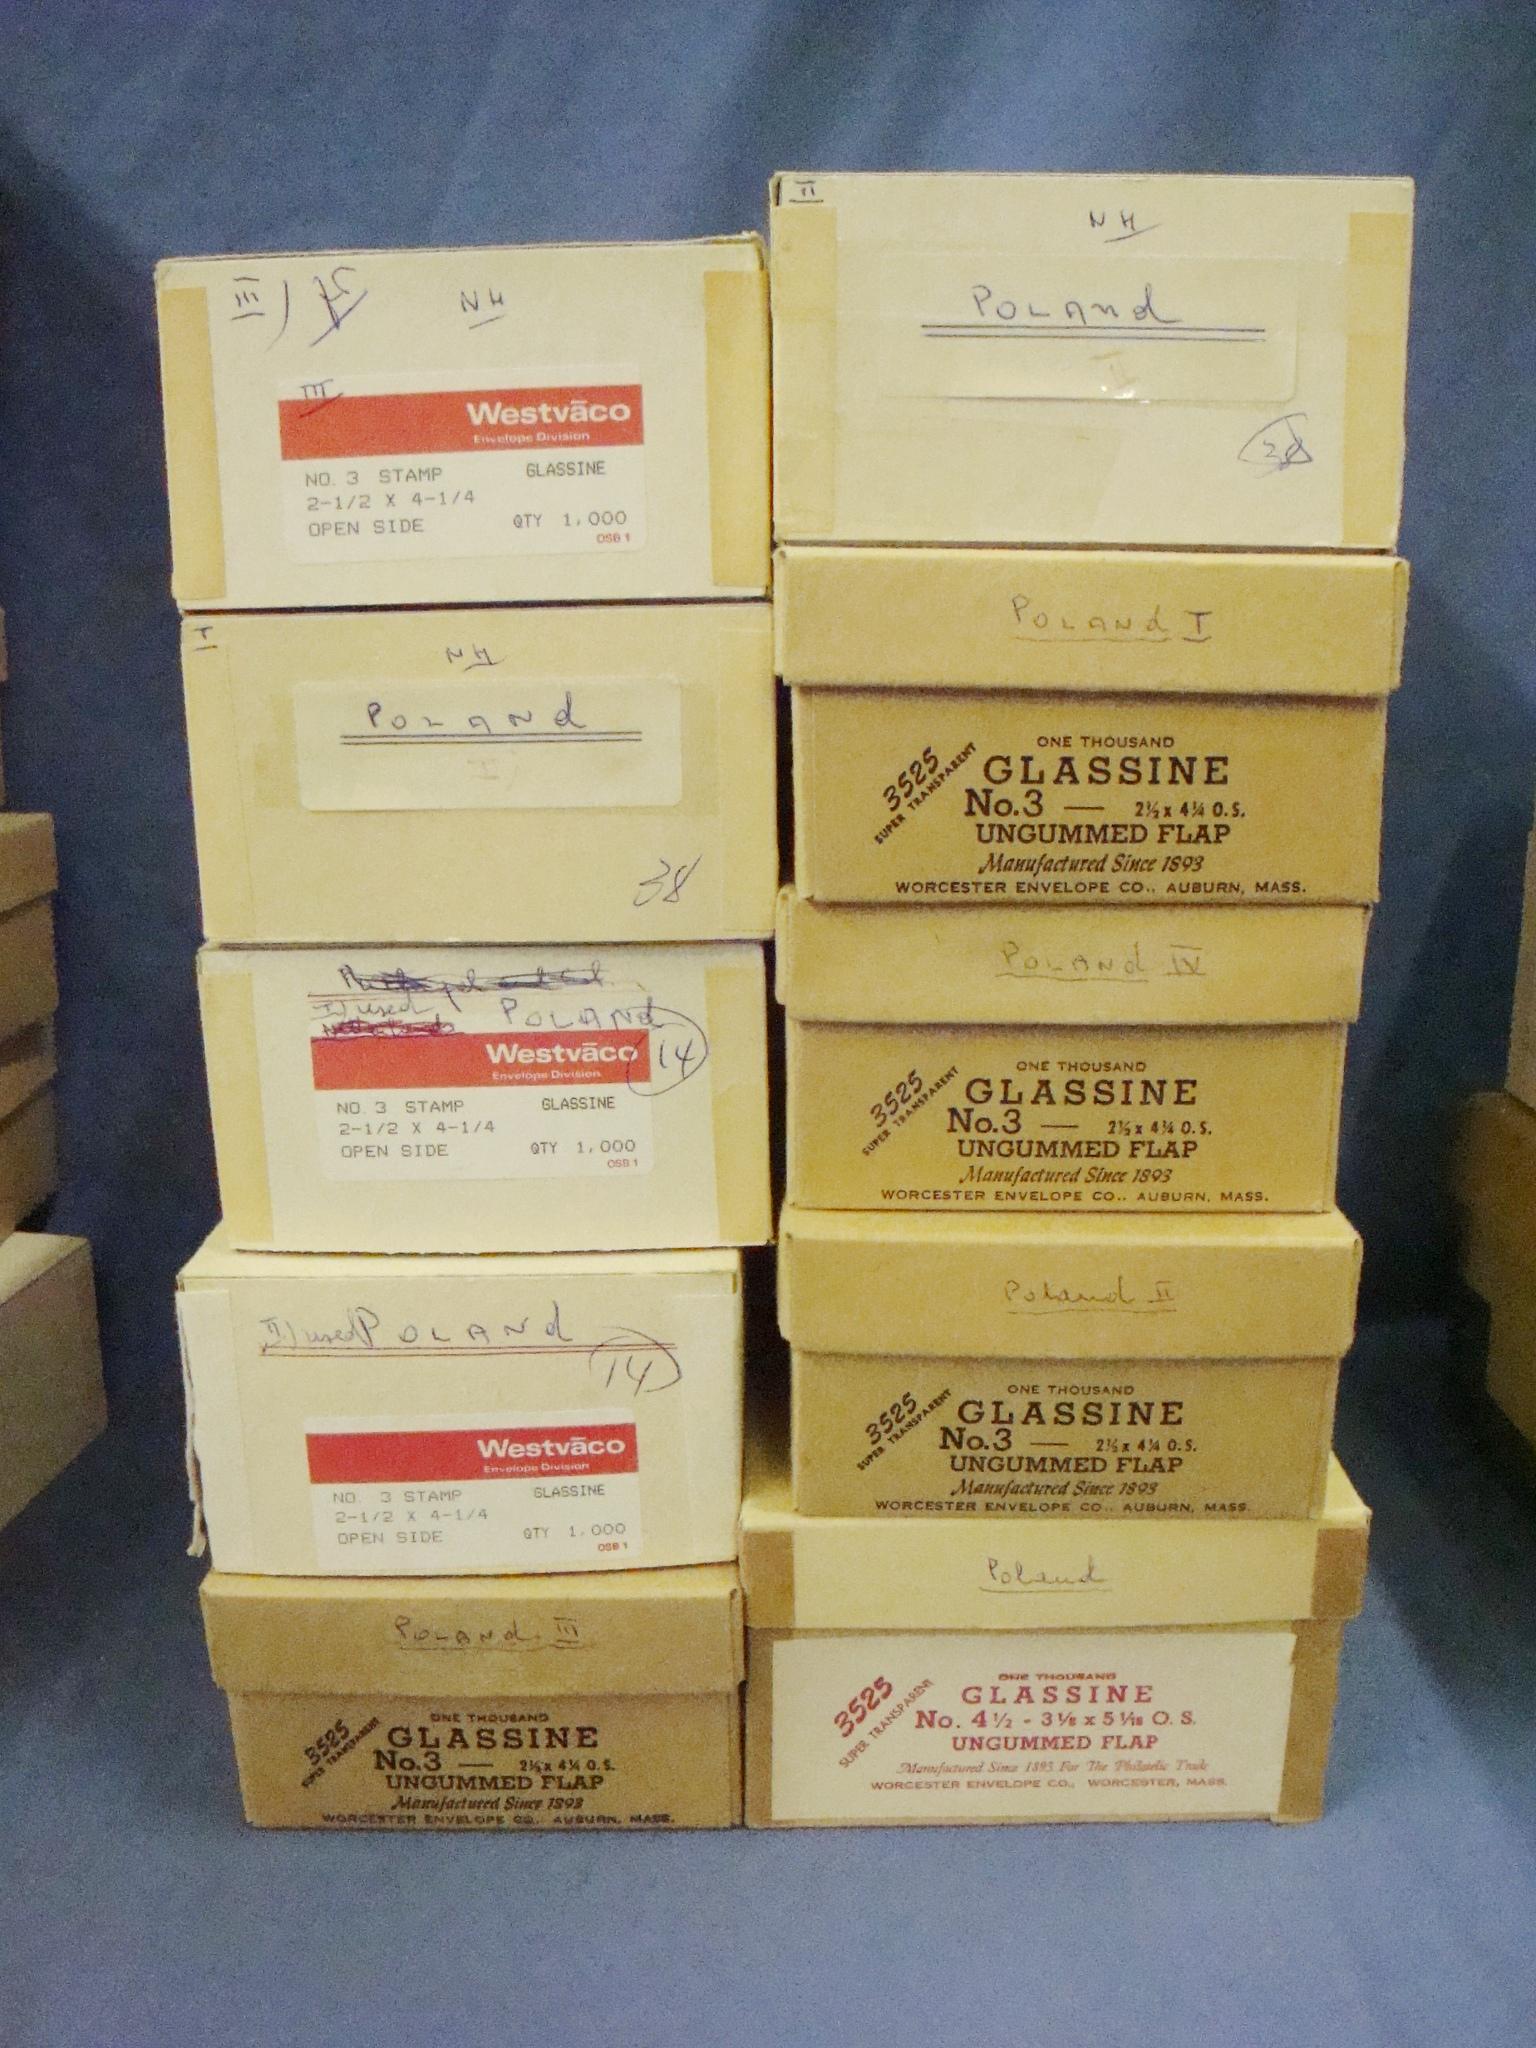 III) IV NH
III
Westvāco
Envelope Division
NO. 3 STAMP GLASSINE
2-1/2 X 4-1/4
OPEN SIDE QTY 1,000
OSB 1
I
NH
POLANd
I
38
I) used POLANd
14
Westvāco
Envelope Division
NO. 3 STAMP GLASSINE
2-1/2 X 4-1/4
OPEN SIDE QTY 1,000
OSB 1
II) used POLANd
14
Westvāco
Envelope Division
NO. 3 STAMP GLASSINE
2-1/2 X 4-1/4
OPEN SIDE QTY 1,000
OSB 1
POLANd III
3525
SUPER TRANSPARENT
ONE THOUSAND
GLASSINE
No.3 — 2½ x 4¼ O.S.
UNGUMMED FLAP
Manufactured Since 1893
WORCESTER ENVELOPE CO., AUBURN, MASS.
II
NH
POLANd
II
POLANd I
3525
SUPER TRANSPARENT
ONE THOUSAND
GLASSINE
No.3 — 2½ x 4¼ O.S.
UNGUMMED FLAP
Manufactured Since 1893
WORCESTER ENVELOPE CO., AUBURN, MASS.
POLANd IV
3525
SUPER TRANSPARENT
ONE THOUSAND
GLASSINE
No.3 — 2½ x 4¼ O.S.
UNGUMMED FLAP
Manufactured Since 1893
WORCESTER ENVELOPE CO., AUBURN, MASS.
Poland II
3525
SUPER TRANSPARENT
ONE THOUSAND
GLASSINE
No.3 — 2½ x 4¼ O.S.
UNGUMMED FLAP
Manufactured Since 1893
WORCESTER ENVELOPE CO., AUBURN, MASS.
Poland
3525
SUPER TRANSPARENT
ONE THOUSAND
GLASSINE
No. 4½ - 3⅛ x 5 1/16 O. S.
UNGUMMED FLAP
Manufactured Since 1893 For The Philatelic Trade
WORCESTER ENVELOPE CO., WORCESTER, MASS.